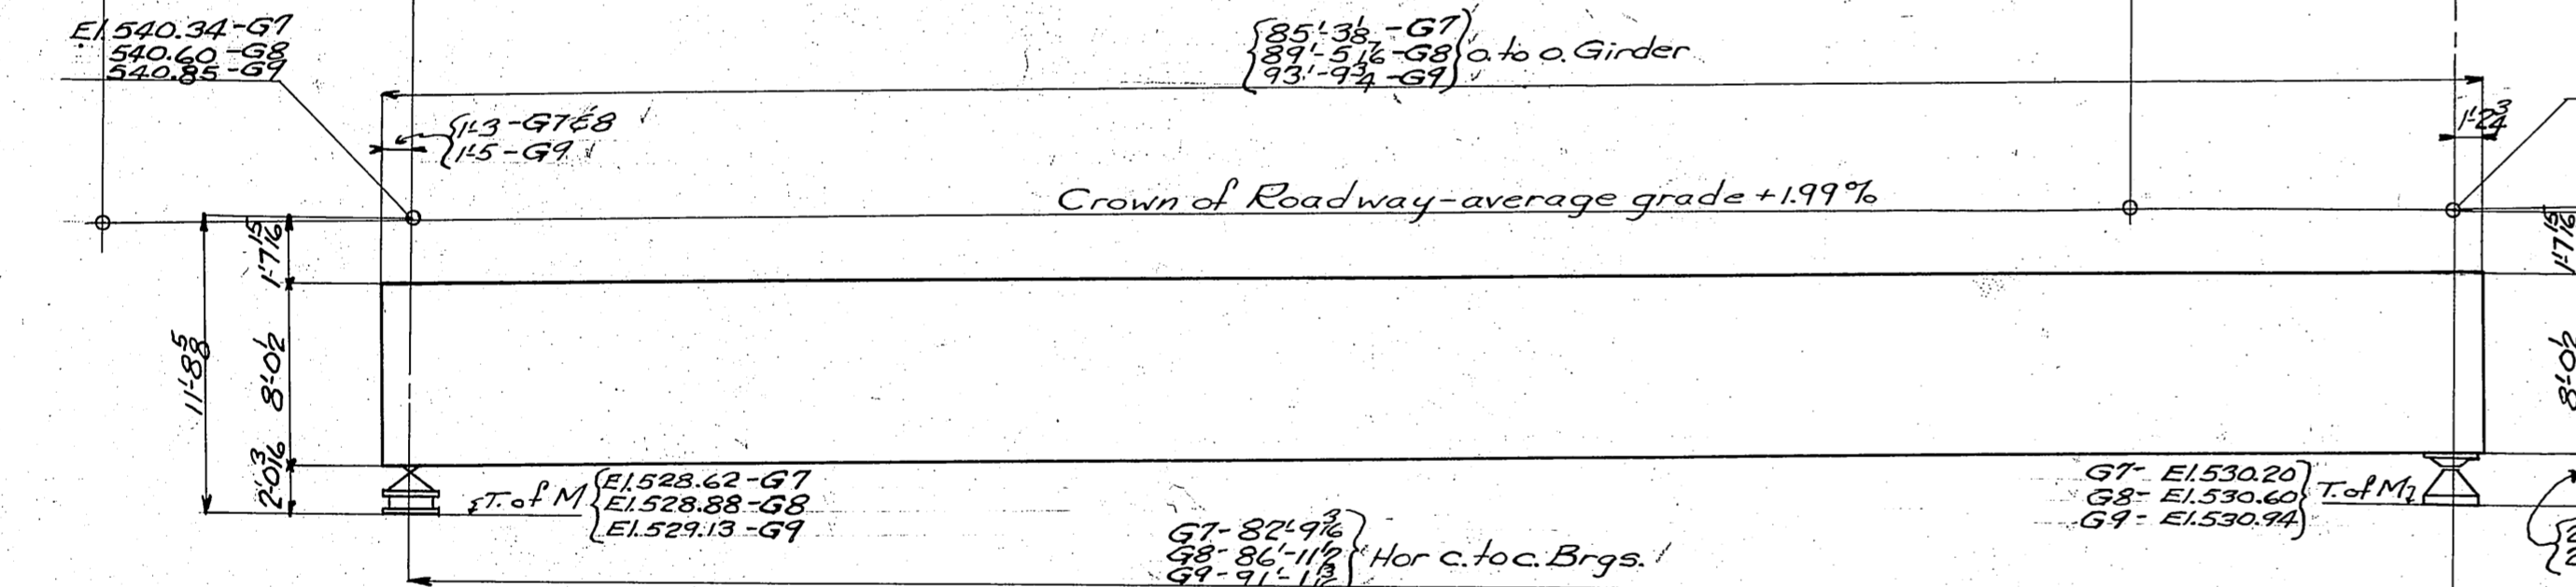 El. 540.34-G7
540.60-G8
540.85-G9
85'-3 1/8-G7
89'-5 7/16-G8
93'-9 3/4-G9
o. to o. Girder
1'-3-G7&8
1'-5-G9
1'-2 3/4
Crown of Roadway-average grade +1.99%
1'-7 15/16
8'-0 1/2
2'-0 3/16
11'-8 5/8
1'-7 15/16
8'-0 1/2
T. of M
El. 528.62-G7
El. 528.88-G8
El. 529.13-G9
G7- El. 530.20
G8- El. 530.60
G9- El. 530.94
T. of M
G7-82'-9 3/16
G8-86'-11 1/2
G9-91'-1
Hor c. to c. Brgs.